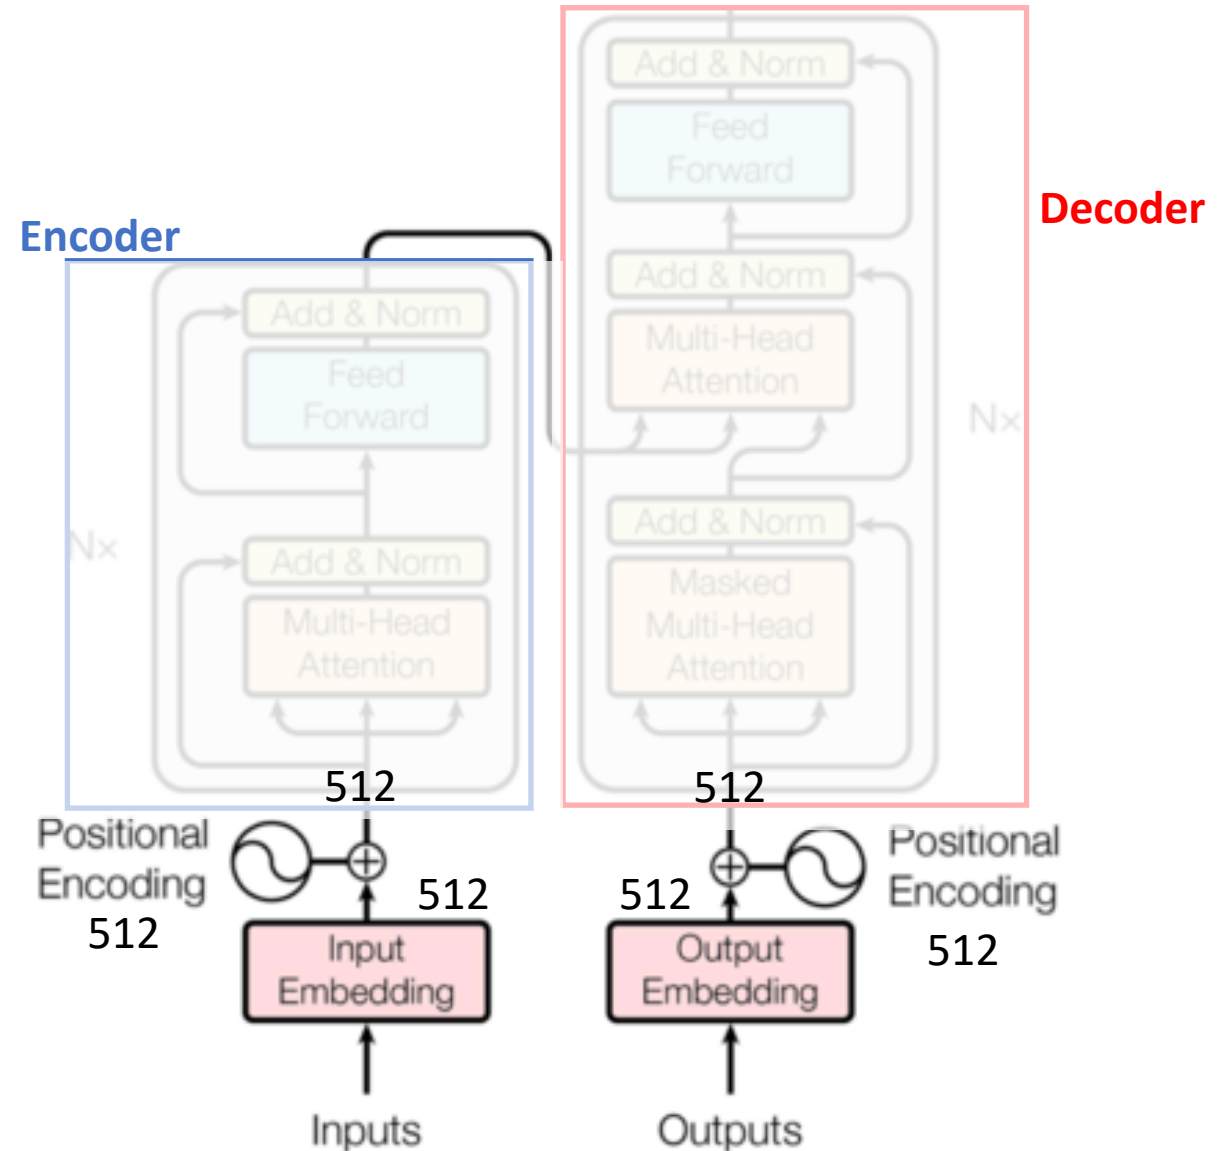 Encoder
Add & Norm
Feed
Forward
Nx
Add & Norm
Multi-Head
Attention
512
Positional
Encoding
512
512
Input
Embedding
Inputs
Decoder
Add & Norm
Feed
Forward
Add & Norm
Multi-Head
Attention
Nx
Add & Norm
Masked
Multi-Head
Attention
512
Positional
Encoding
512
512
Output
Embedding
Outputs